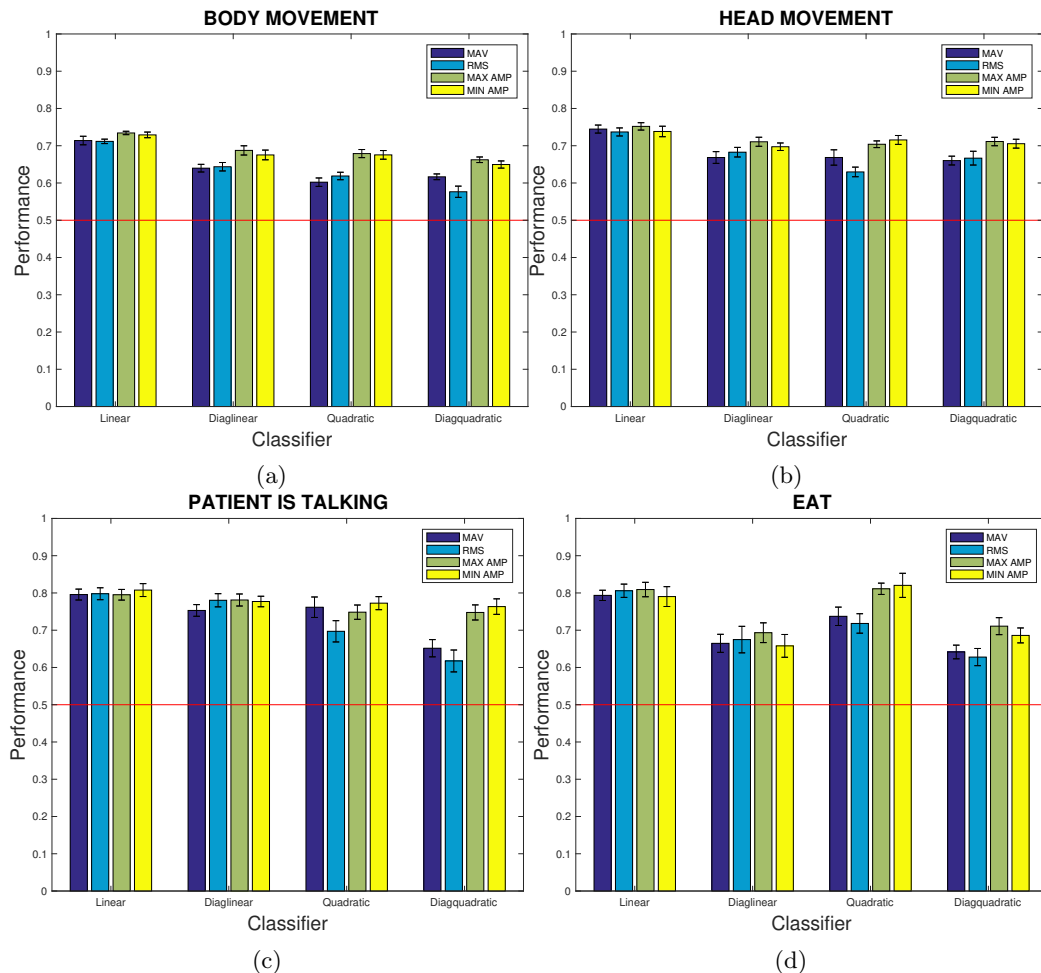 BODY MOVEMENT
1
0.9
0.8
0.7
0.6
0.5
0.4
0.3
0.2
0.1
0
Performance
MAV
RMS
MAX AMP
MIN AMP
Linear Diaglinear Quadratic Diagquadratic
Classifier
(a)
HEAD MOVEMENT
1
0.9
0.8
0.7
0.6
0.5
0.4
0.3
0.2
0.1
0
Performance
MAV
RMS
MAX AMP
MIN AMP
Linear Diaglinear Quadratic Diagquadratic
Classifier
(b)
PATIENT IS TALKING
1
0.9
0.8
0.7
0.6
0.5
0.4
0.3
0.2
0.1
0
Performance
MAV
RMS
MAX AMP
MIN AMP
Linear Diaglinear Quadratic Diagquadratic
Classifier
(c)
EAT
1
0.9
0.8
0.7
0.6
0.5
0.4
0.3
0.2
0.1
0
Performance
MAV
RMS
MAX AMP
MIN AMP
Linear Diaglinear Quadratic Diagquadratic
Classifier
(d)